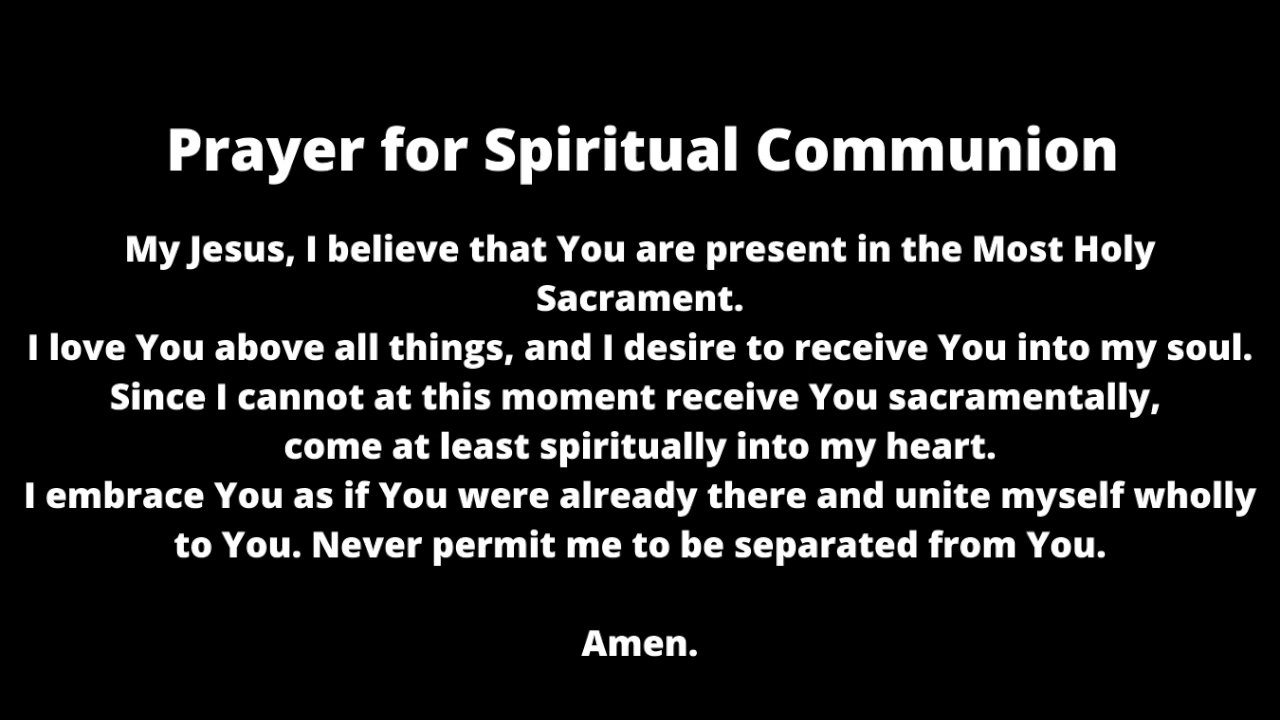 Prayer for Spiritual Communion
My Jesus, I believe that You are present in the Most Holy
Sacrament.
I love You above all things, and I desire to receive You into my soul.
Since I cannot at this moment receive You sacramentally,
come at least spiritually into my heart.
I embrace You as if You were already there and unite myself wholly
to You. Never permit me to be separated from You.
Amen.